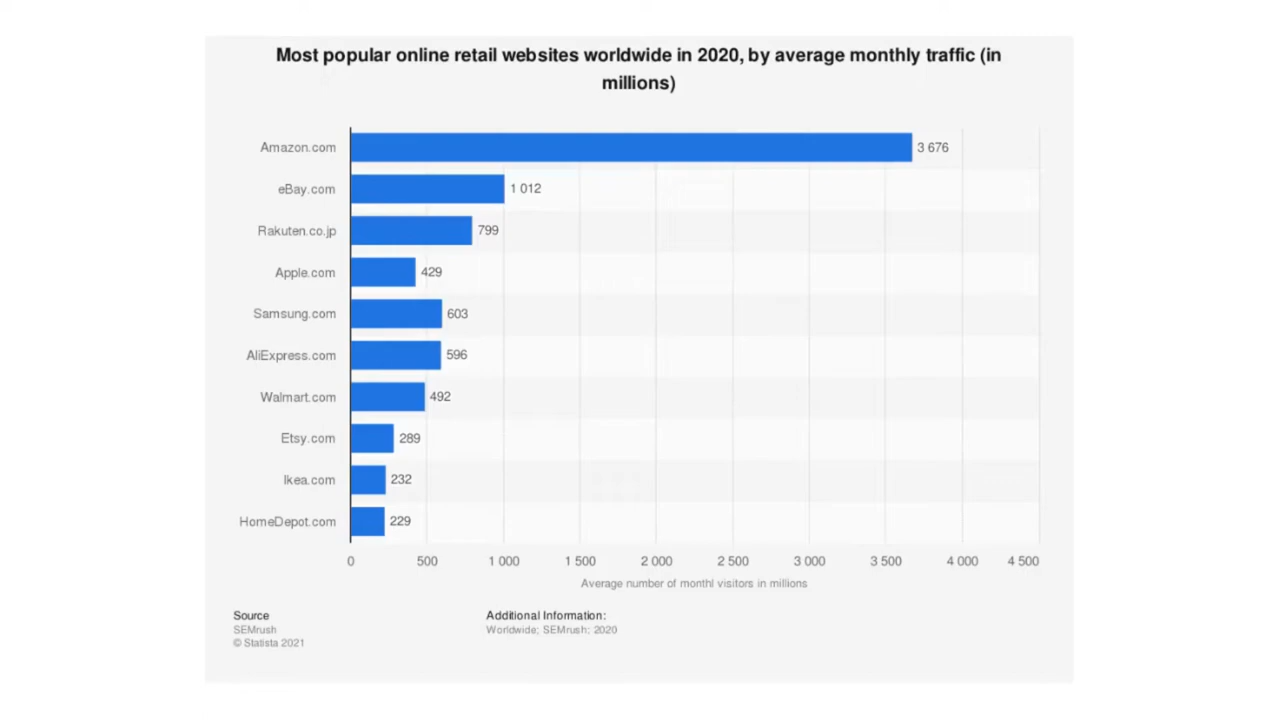 Most popular online retail websites worldwide in 2020, by average monthly traffic (in
millions)
Amazon.com 3 676
eBay.com 1 012
Rakuten.co.jp 799
Apple.com 429
Samsung.com 603
AliExpress.com 596
Walmart.com 492
Etsy.com 289
Ikea.com 232
HomeDepot.com 229
0 500 1 000 1 500 2 000 2 500 3 000 3 500 4 000 4 500
Average number of monthl visitors in millions
Source
SEMrush
© Statista 2021
Additional Information:
Worldwide; SEMrush; 2020